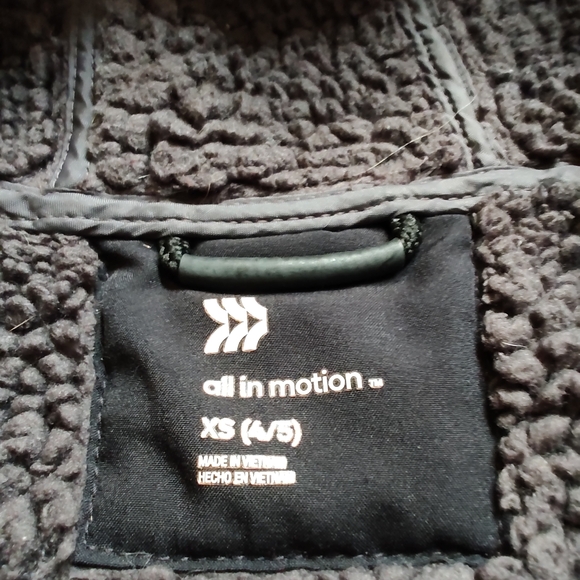 all in motion TM
XS (4/5)
MADE IN VIETNAM
HECHO EN VIETNAM